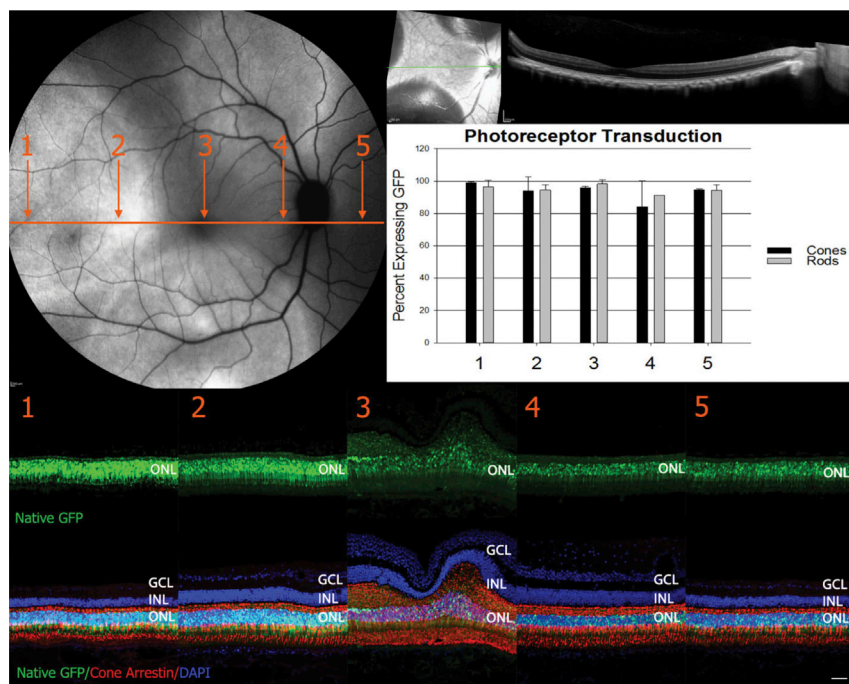 1 2 3 4 5
Photoreceptor Transduction
Percent Expressing GFP
120
100
80
60
40
20
0
1 2 3 4 5
Cones
Rods
1 2 3 4 5
ONL ONL ONL ONL ONL
Native GFP
GCL GCL GCL GCL GCL
INL INL INL INL INL
ONL ONL ONL ONL ONL
Native GFP/Cone Arrestin/DAPI